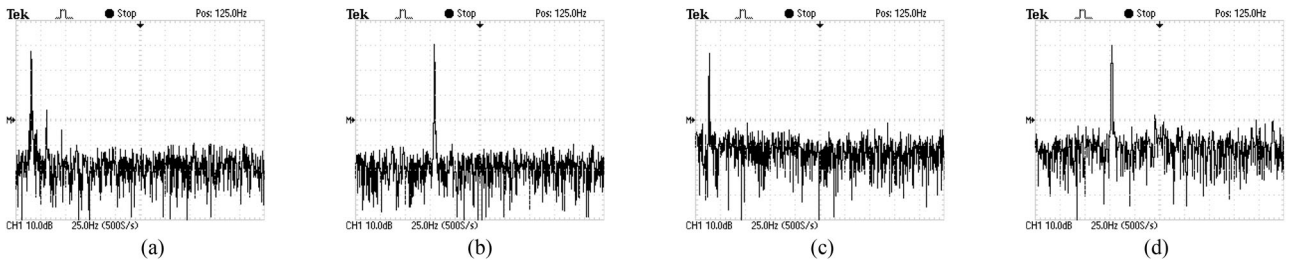 Tek Stop Pos: 125.0Hz
M
CH1 10.0dB 25.0Hz (500S/s)
(a)
Tek Stop Pos: 125.0Hz
M
CH1 10.0dB 25.0Hz (500S/s)
(b)
Tek Stop Pos: 125.0Hz
M
CH1 10.0dB 25.0Hz (500S/s)
(c)
Tek Stop Pos: 125.0Hz
M
CH1 10.0dB 25.0Hz (500S/s)
(d)